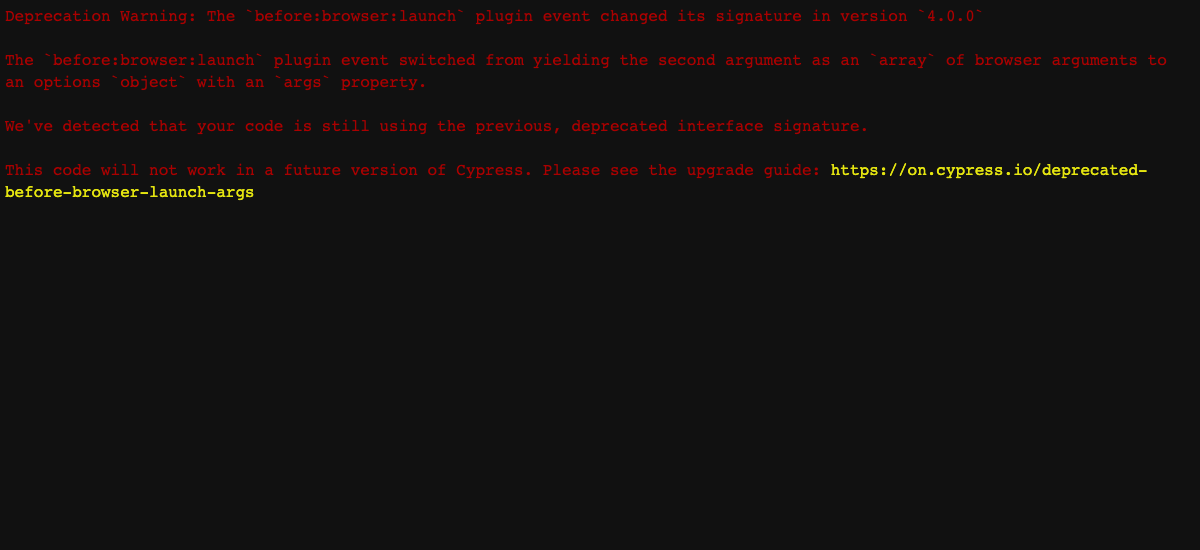 Deprecation Warning: The `before:browser:launch` plugin event changed its signature in version `4.0.0`
The `before:browser:launch` plugin event switched from yielding the second argument as an `array` of browser arguments to
an options `object` with an `args` property.
We've detected that your code is still using the previous, deprecated interface signature.
This code will not work in a future version of Cypress. Please see the upgrade guide: https://on.cypress.io/deprecated-
before-browser-launch-args